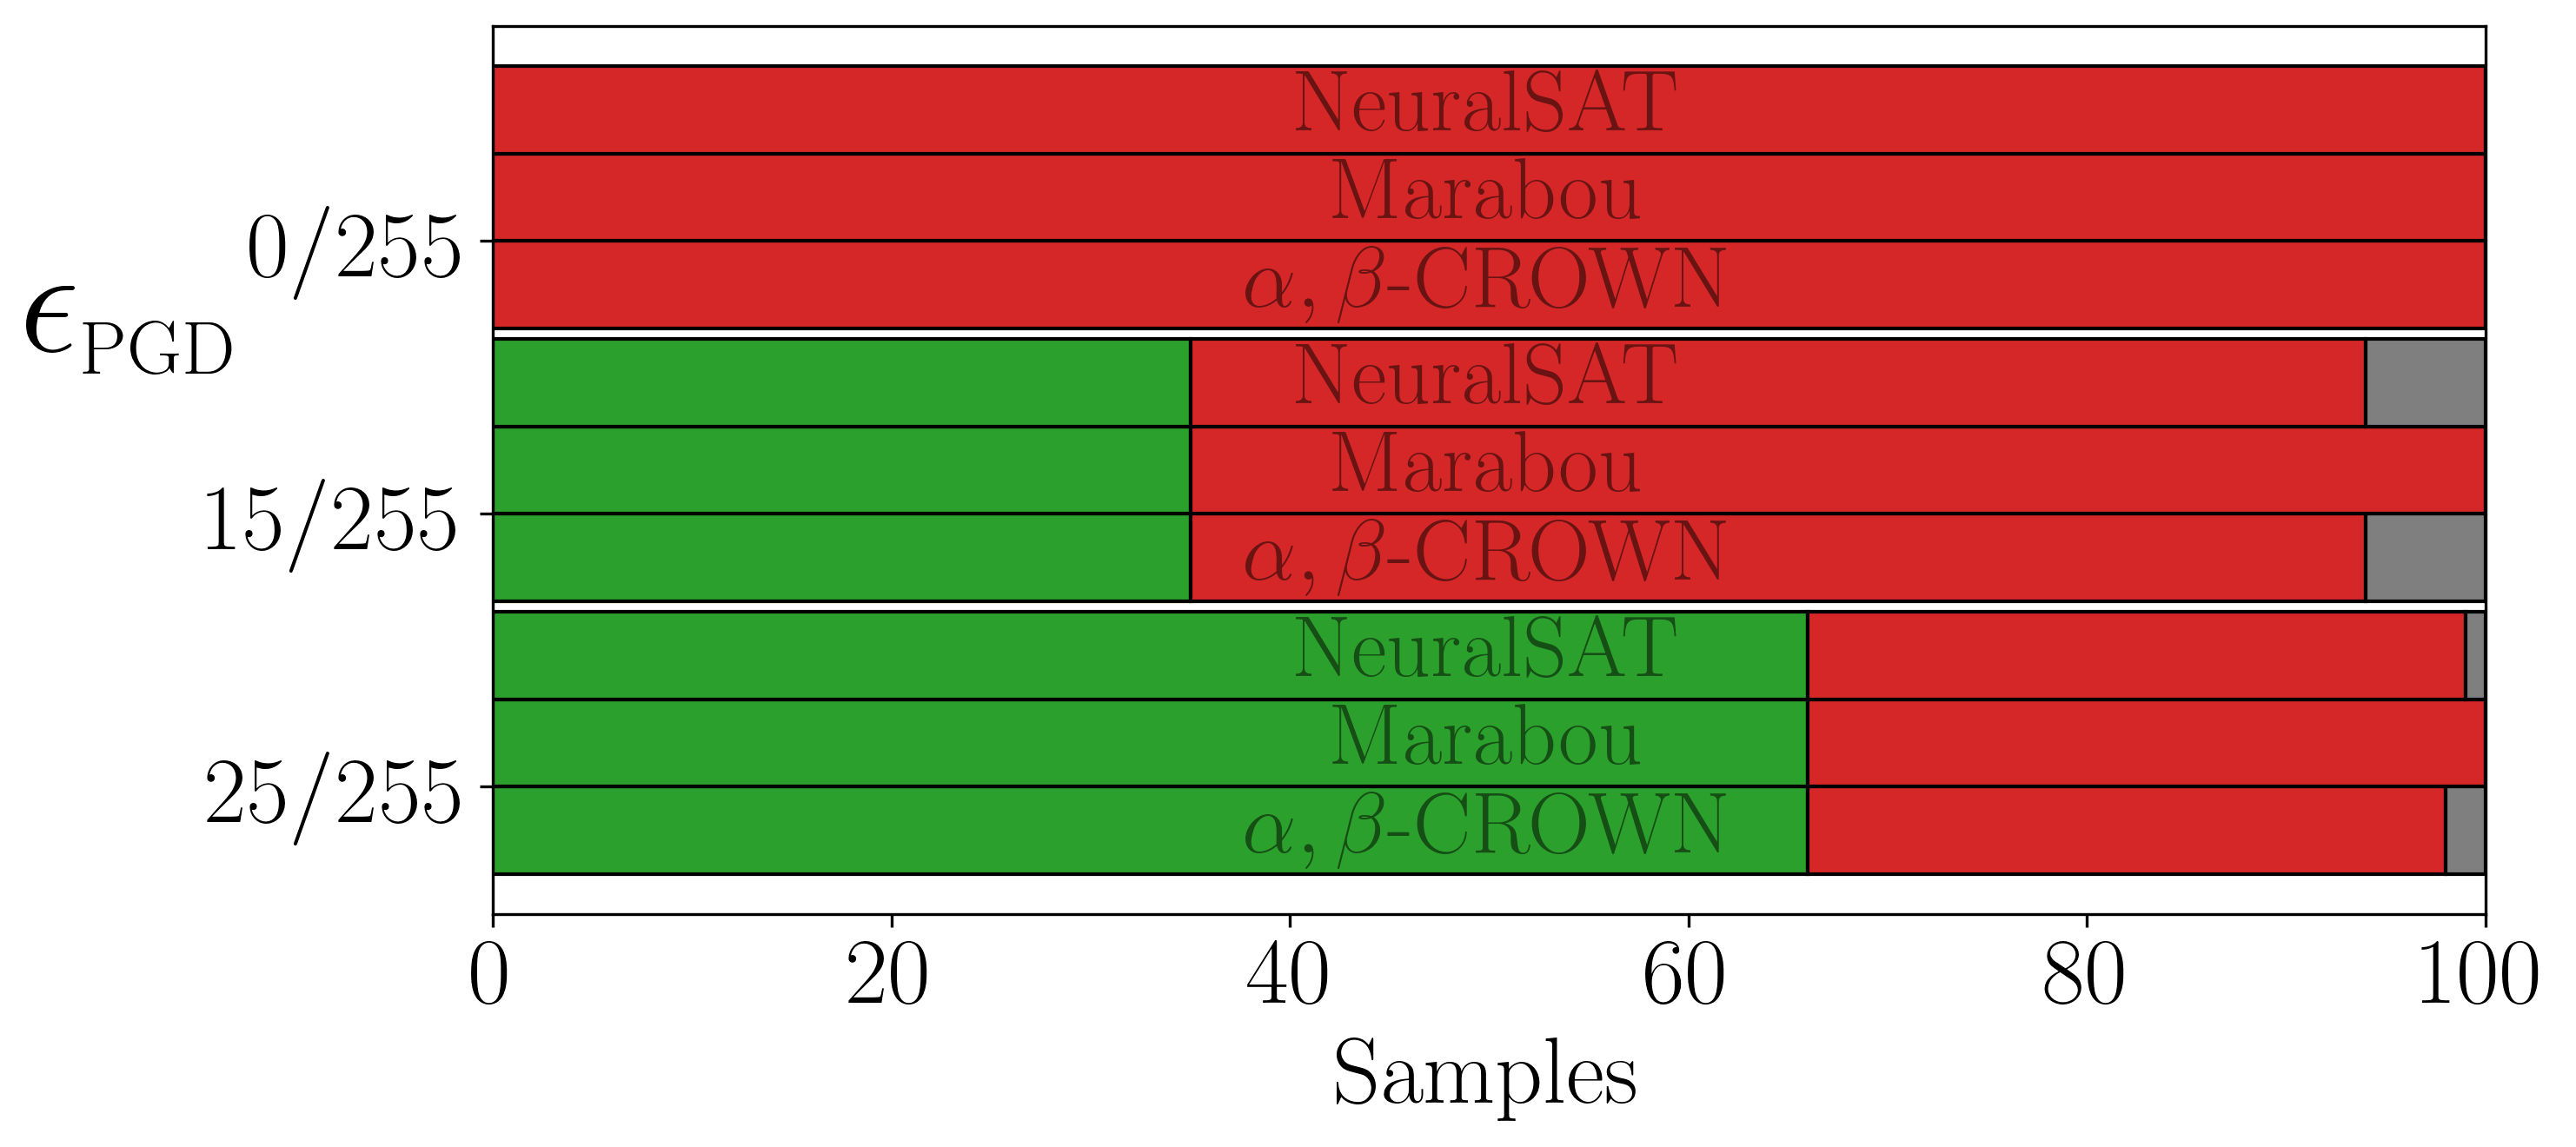 NeuralSAT
Marabou
0/255
α, β-CROWN
ϵPGD
NeuralSAT
Marabou
15/255
α, β-CROWN
NeuralSAT
Marabou
25/255
α, β-CROWN
0 20 40 60 80 100
Samples